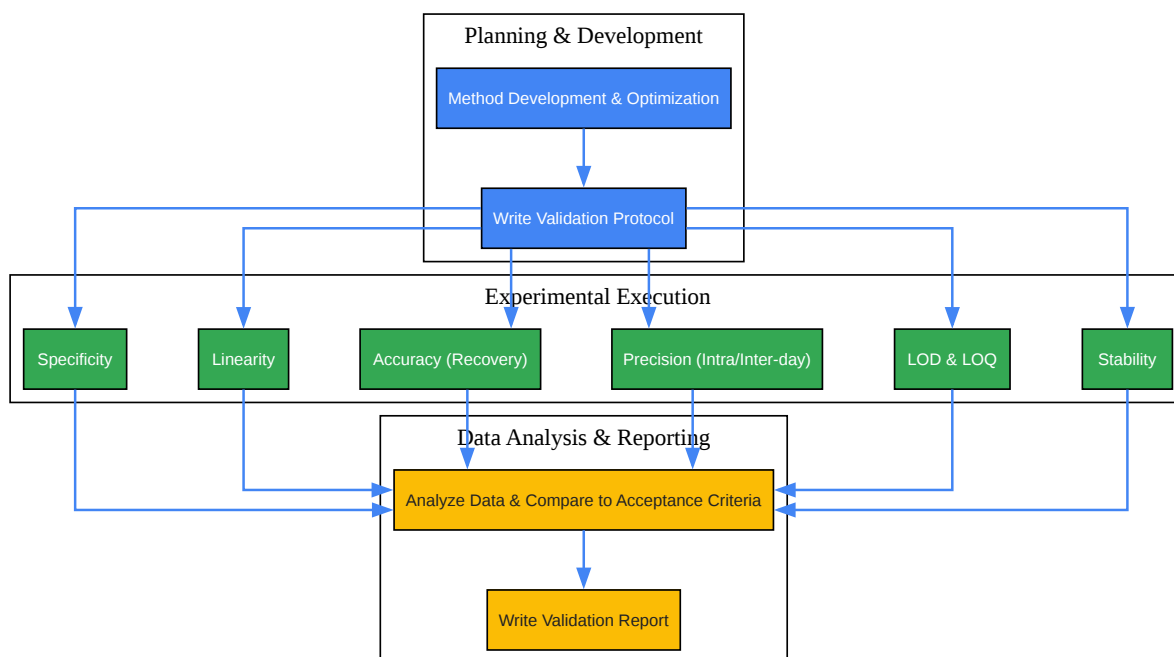 Planning & Development
Method Development & Optimization
Write Validation Protocol
Experimental Execution
Specificity
Linearity
Accuracy (Recovery)
Precision (Intra/Inter-day)
LOD & LOQ
Stability
Data Analysis & Reporting
Analyze Data & Compare to Acceptance Criteria
Write Validation Report